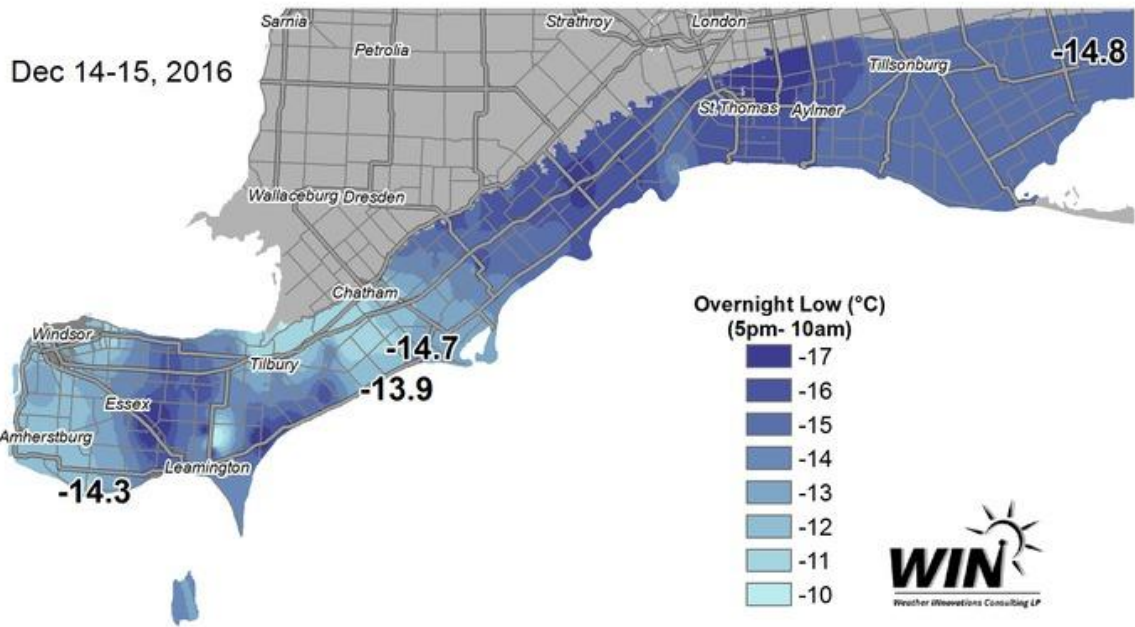 Dec 14-15, 2016
Sarnia
Strathroy
London
Petrolia
Tillsonburg
-14.8
St. Thomas
Aylmer
Wallaceburg
Dresden
Chatham
Windsor
Tilbury
-14.7
-13.9
Essex
Amherstburg
Leamington
-14.3
Overnight Low (°C)
(5pm- 10am)
-17
-16
-15
-14
-13
-12
-11
-10
WIN
Weather INnovations Consulting LP